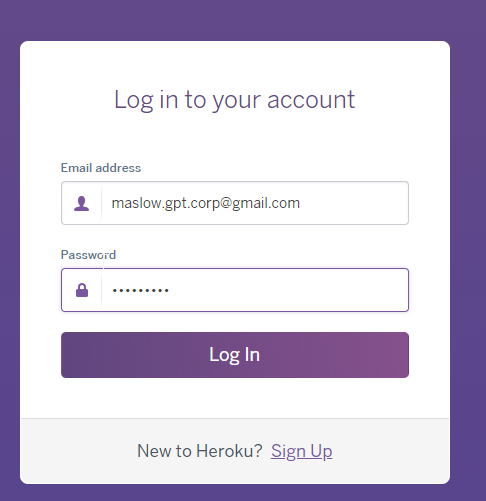 Log in to your account
Email address
maslow.gpt.corp@gmail.com
Password
•••••••••
Log In
New to Heroku? Sign Up